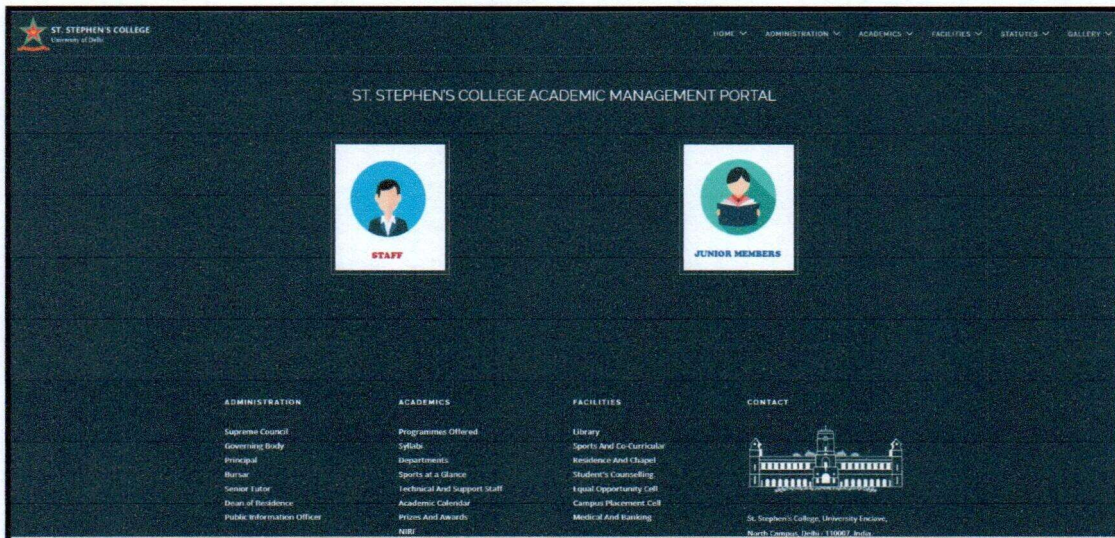 ST. STEPHEN'S COLLEGE
University of Delhi
HOME
ADMINISTRATION
ACADEMICS
FACILITIES
STATUTES
GALLERY
ST. STEPHEN'S COLLEGE ACADEMIC MANAGEMENT PORTAL
STAFF
JUNIOR MEMBERS
ADMINISTRATION
Supreme Council
Governing Body
Principal
Bursar
Senior Tutor
Dean of Residence
Public Information Officer
ACADEMICS
Programmes Offered
Syllabi
Departments
Sports at a Glance
Technical And Support Staff
Academic Calendar
Prizes And Awards
NIRF
FACILITIES
Library
Sports And Co-Curricular
Residence And Chapel
Student's Counselling
Equal Opportunity Cell
Campus Placement Cell
Medical And Banking
CONTACT
St. Stephen's College, University Enclave,
North Campus, Delhi - 110007, India.